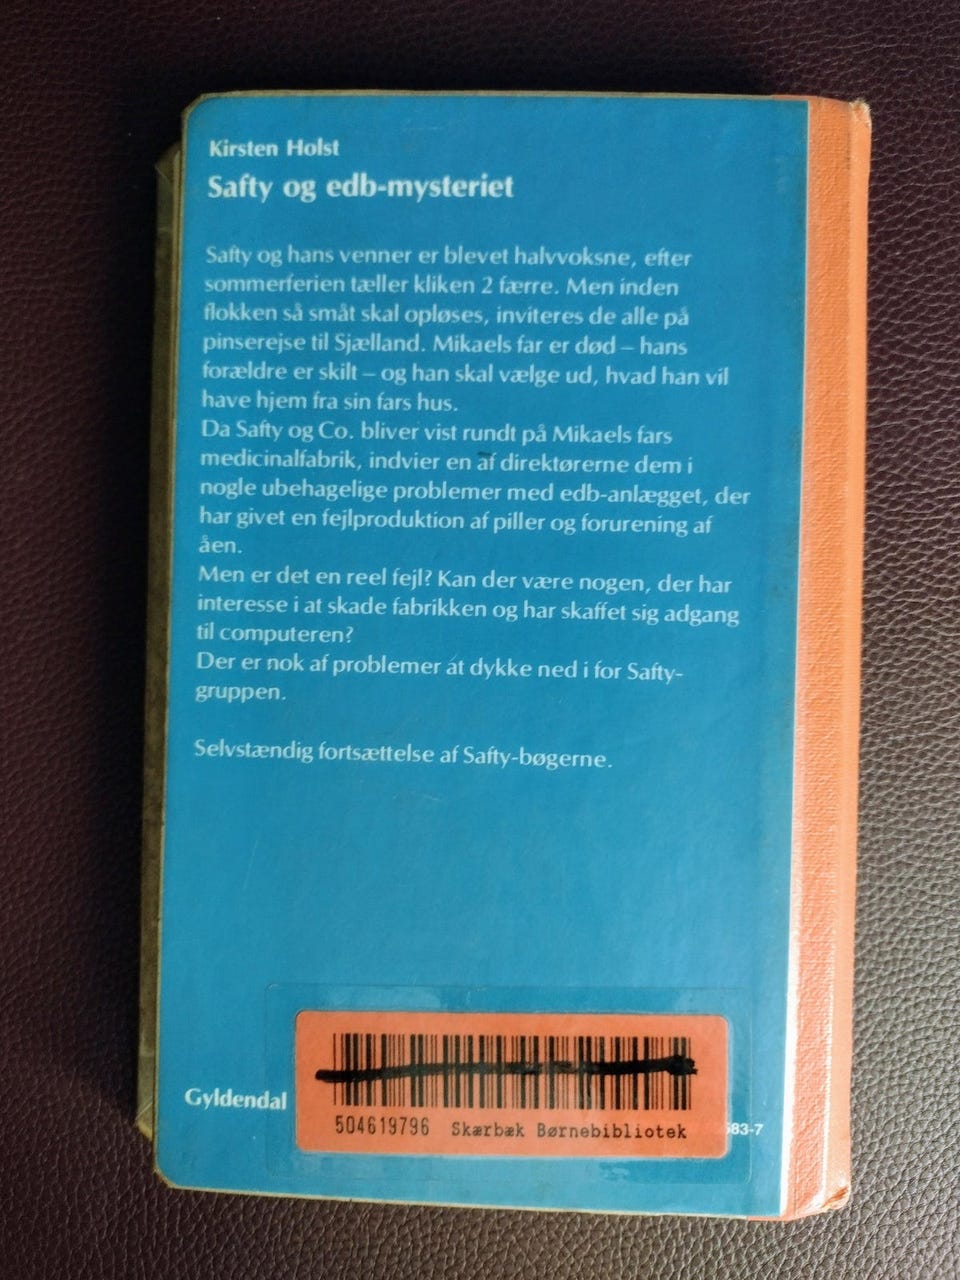 Kirsten Holst
Safty og edb-mysteriet
Safty og hans venner er blevet halvvoksne, efter
sommerferien tæller kliken 2 færre. Men inden
flokken så småt skal opløses, inviteres de alle på
pinserejse til Sjælland. Mikaels far er død – hans
forældre er skilt – og han skal vælge ud, hvad han vil
have hjem fra sin fars hus.
Da Safty og Co. bliver vist rundt på Mikaels fars
medicinalfabrik, indvier en af direktørerne dem i
nogle ubehagelige problemer med edb-anlægget, der
har givet en fejlproduktion af piller og forurening af
åen.
Men er det en reel fejl? Kan der være nogen, der har
interesse i at skade fabrikken og har skaffet sig adgang
til computeren?
Der er nok af problemer at dykke ned i for Safty-
gruppen.
Selvstændig fortsættelse af Safty-bøgerne.
Gyldendal
504619796 Skærbæk Børnebibliotek
83-7